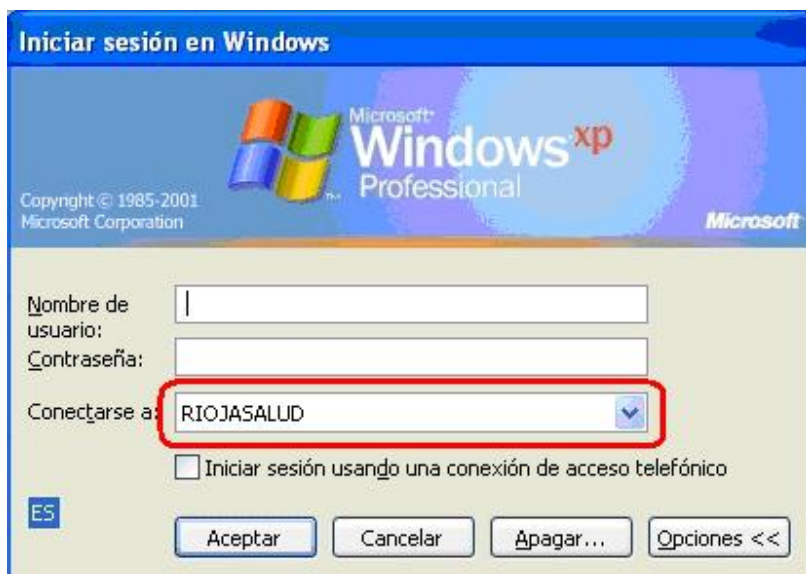 Iniciar sesión en Windows
Microsoft®
Windows xp
Professional
Copyright © 1985-2001
Microsoft Corporation
Microsoft
Nombre de
usuario:
Contraseña:
Conectarse a: RIOJASALUD
Iniciar sesión usando una conexión de acceso telefónico
ES
Aceptar Cancelar Apagar... Opciones <<